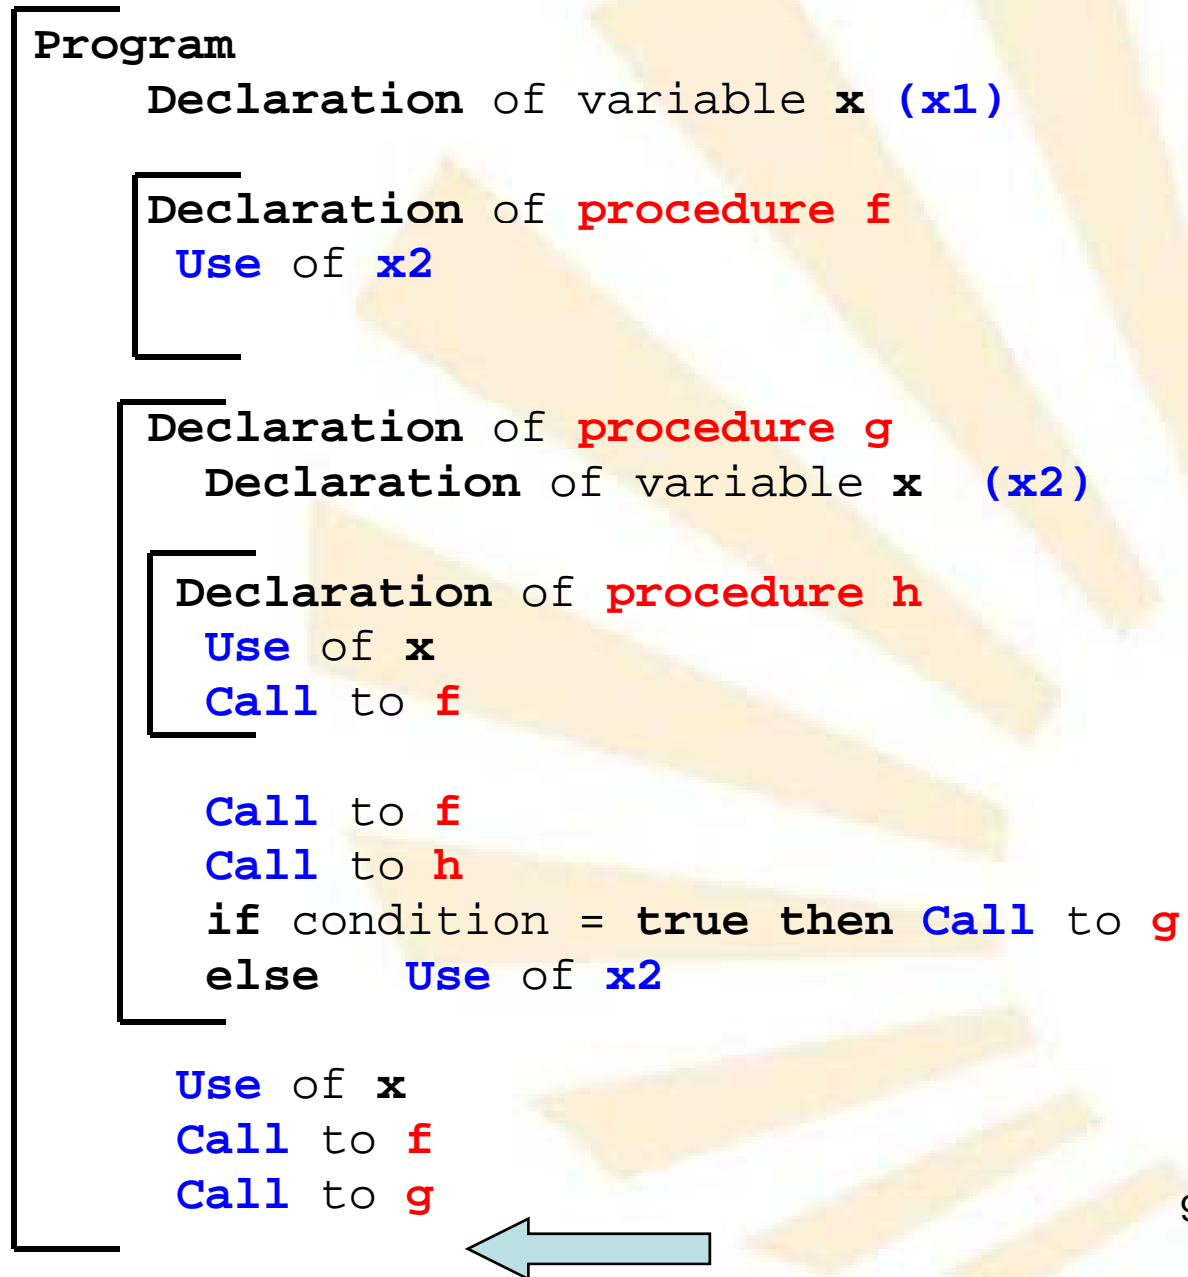 Program
Declaration of variable x (x1)
Declaration of procedure f
Use of x2
Declaration of procedure g
Declaration of variable x (x2)
Declaration of procedure h
Use of x
Call to f
Call to f
Call to h
if condition = true then Call to g
else Use of x2
Use of x
Call to f
Call to g